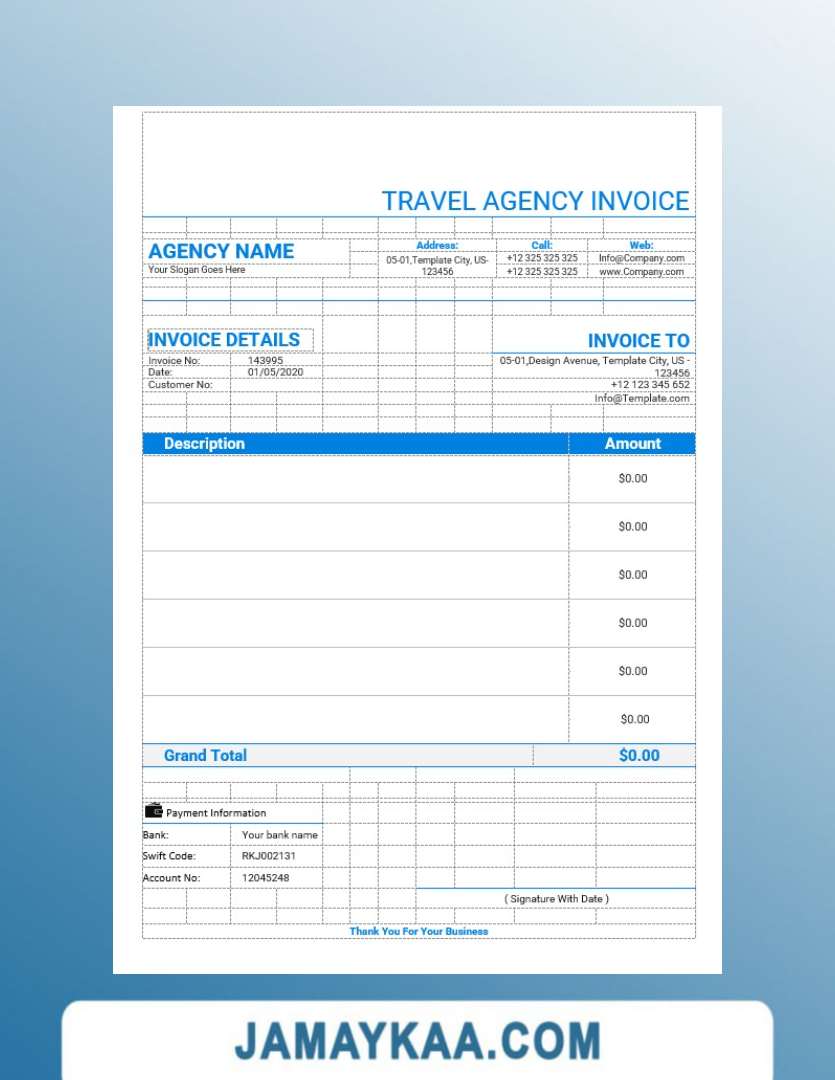 TRAVEL AGENCY INVOICE
AGENCY NAME
Your Slogan Goes Here
Address:
05-01,Template City, US-
123456
Call:
+12 325 325 325
+12 325 325 325
Web:
Info@Company.com
www.Company.com
INVOICE DETAILS
Invoice No: 143995
Date: 01/05/2020
Customer No:
INVOICE TO
05-01,Design Avenue, Template City, US -
123456
+12 123 345 652
Info@Template.com
Description Amount
$0.00
$0.00
$0.00
$0.00
$0.00
$0.00
Grand Total $0.00
Payment Information
Bank: Your bank name
Swift Code: RKJ002131
Account No: 12045248
( Signature With Date )
Thank You For Your Business
JAMAYKAA.COM